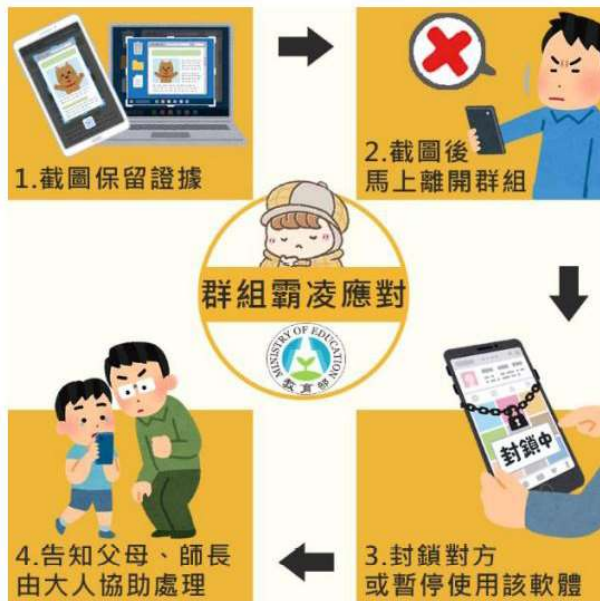 1.截圖保留證據
2.截圖後
馬上離開群組
群組霸凌應對
MINISTRY OF EDUCATION
教育部
封鎖中
3.封鎖對方
或暫停使用該軟體
4.告知父母、師長
由大人協助處理